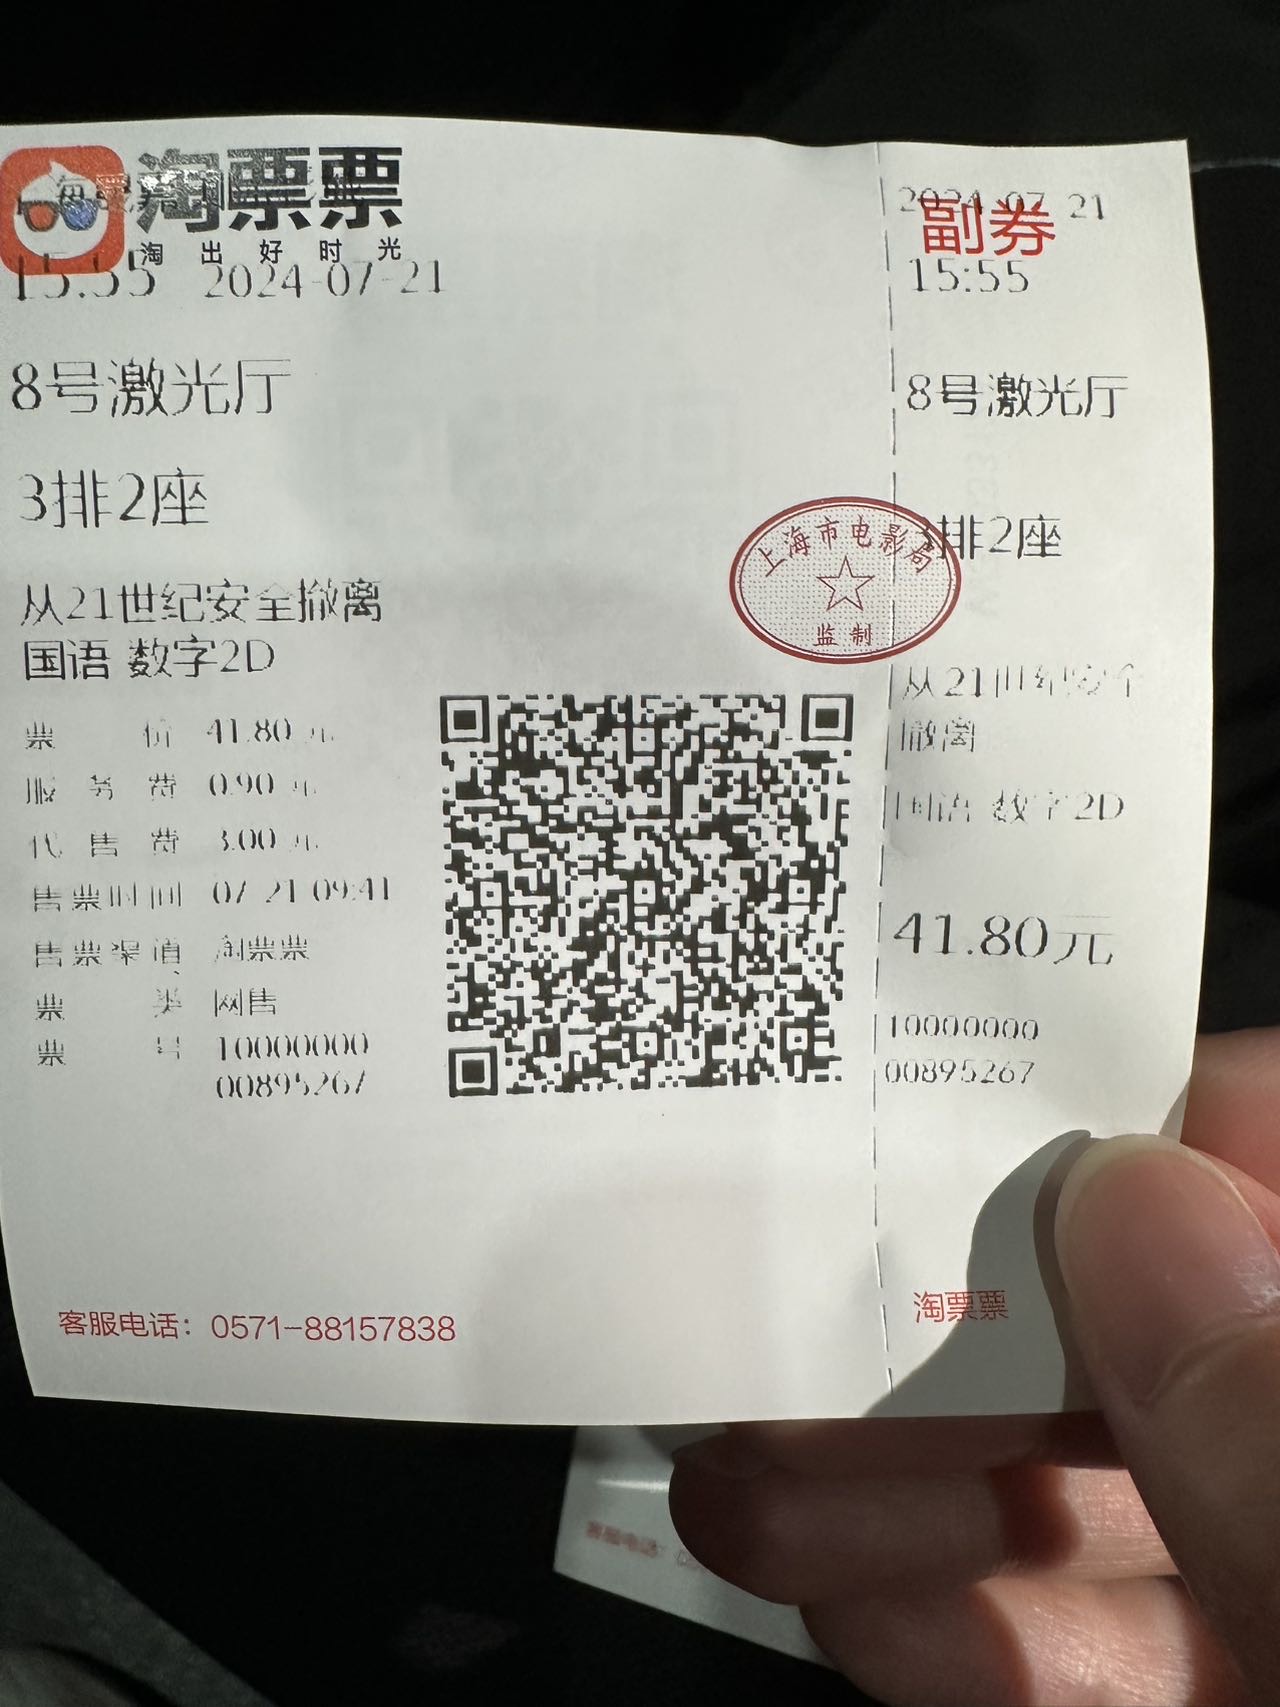 淘票票
淘出好时光
15:55 2024-07-21
8号激光厅
3排2座
从21世纪安全撤离
国语 数字2D
票价 41.80 元
服务费 0.90 元
代售费 3.00 元
售票时间 07-21 09:41
售票渠道 淘票票
票类 网售
票号 10000000
00895267
客服电话：0571-88157838
上海市电影局
监制
2024-07-21
副券
15:55
8号激光厅
3排2座
从21世纪安全
撤离
国语 数字2D
41.80元
10000000
00895267
淘票票